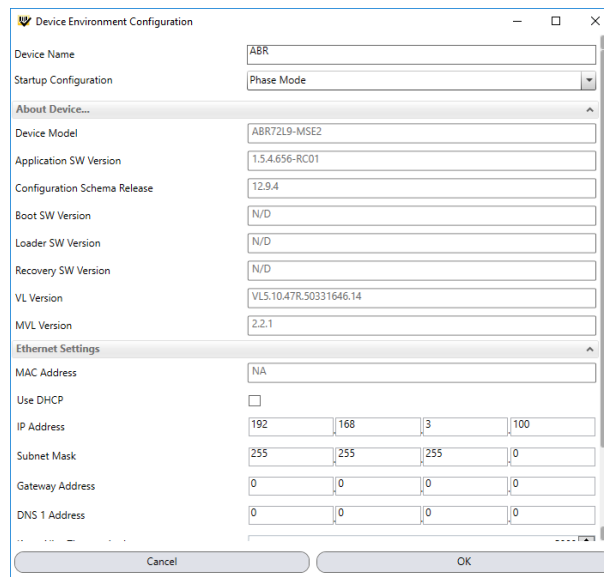 Device Environment Configuration
Device Name ABR
Startup Configuration Phase Mode
About Device...
Device Model ABR72L9-MSE2
Application SW Version 1.5.4.656-RC01
Configuration Schema Release 12.9.4
Boot SW Version N/D
Loader SW Version N/D
Recovery SW Version N/D
VL Version VL5.10.47R.50331646.14
MVL Version 2.2.1
Ethernet Settings
MAC Address NA
Use DHCP
IP Address 192 .168 .3 .100
Subnet Mask 255 .255 .255 .0
Gateway Address 0 .0 .0 .0
DNS 1 Address 0 .0 .0 .0
Cancel OK